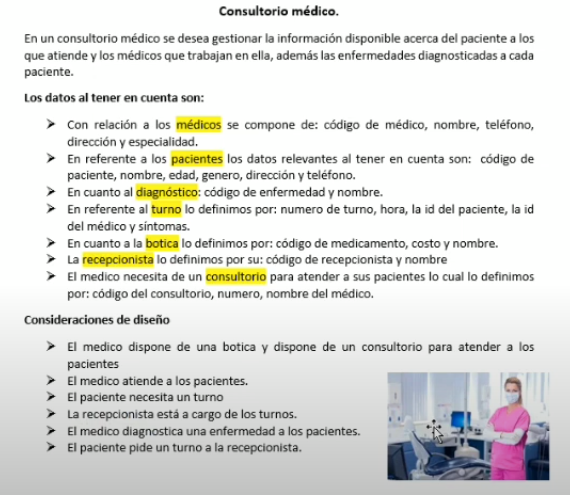 Consultorio médico.
En un consultorio médico se desea gestionar la información disponible acerca del paciente a los
que atiende y los médicos que trabajan en ella, además las enfermedades diagnosticadas a cada
paciente.
Los datos al tener en cuenta son:
➤ Con relación a los médicos se compone de: código de médico, nombre, teléfono,
dirección y especialidad.
➤ En referente a los pacientes los datos relevantes al tener en cuenta son: código de
paciente, nombre, edad, genero, dirección y teléfono.
➤ En cuanto al diagnóstico: código de enfermedad y nombre.
➤ En referente al turno lo definimos por: numero de turno, hora, la id del paciente, la id
del médico y síntomas.
➤ En cuanto a la botica lo definimos por: código de medicamento, costo y nombre.
➤ La recepcionista lo definimos por su: código de recepcionista y nombre
➤ El medico necesita de un consultorio para atender a sus pacientes lo cual lo definimos
por: código del consultorio, numero, nombre del médico.
Consideraciones de diseño
➤ El medico dispone de una botica y dispone de un consultorio para atender a los
pacientes
➤ El medico atiende a los pacientes.
➤ El paciente necesita un turno
➤ La recepcionista está a cargo de los turnos.
➤ El medico diagnostica una enfermedad a los pacientes.
➤ El paciente pide un turno a la recepcionista.